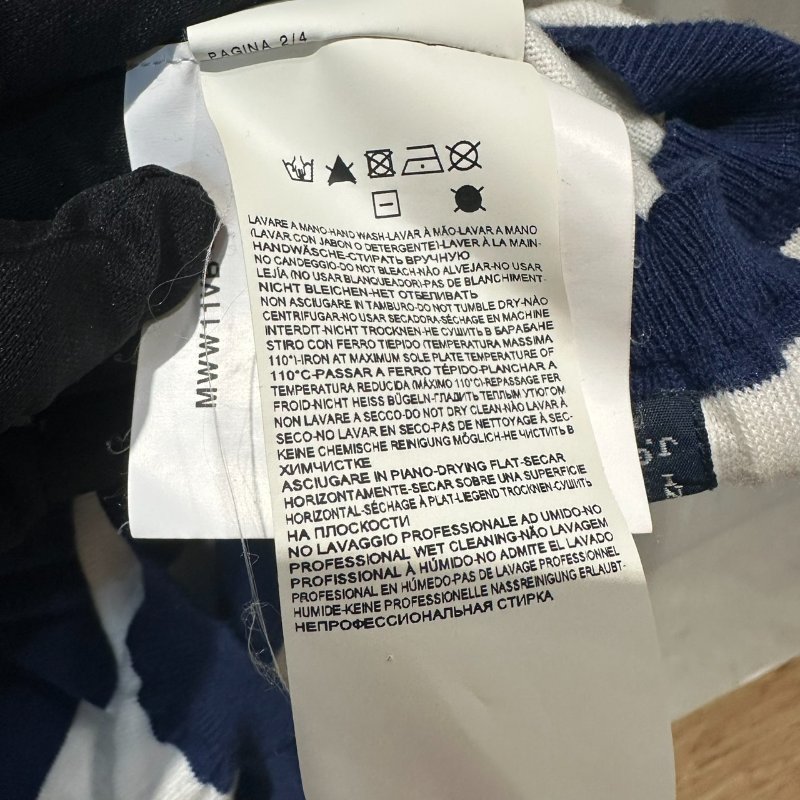 PAGINA 2/4
LAVARE A MANO-HAND WASH-LAVAR À MÃO-LAVAR A MANO
(LAVAR CON JABON O DETERGENTE)-LAVER À LA MAIN-
HANDWÄSCHE-СТИРАТЬ ВРУЧНУЮ
NO CANDEGGIO-DO NOT BLEACH-NÃO ALVEJAR-NO USAR
LEJÍA (NO USAR BLANQUEADOR)-PAS DE BLANCHIMENT-
NICHT BLEICHEN-НЕТ ОТБЕЛИВАТЬ
NON ASCIUGARE IN TAMBURO-DO NOT TUMBLE DRY-NÃO
CENTRIFUGAR-NO USAR SECADORA-SÉCHAGE EN MACHINE
INTERDIT-NICHT TROCKNEN-НЕ СУШИТЬ В БАРАБАНЕ
STIRO CON FERRO TIEPIDO (TEMPERATURA MASSIMA
110°)-IRON AT MAXIMUM SOLE PLATE TEMPERATURE OF
110°C-PASSAR A FERRO TÉPIDO-PLANCHAR A
TEMPERATURA REDUCIDA (MÁXIMO 110°C)-REPASSAGE FER
FROID-NICHT HEISS BÜGELN-ГЛАДИТЬ ТЕПЛЫМ УТЮГОМ
NON LAVARE A SECCO-DO NOT DRY CLEAN-NÃO LAVAR À
SECO-NO LAVAR EN SECO-PAS DE NETTOYAGE À SEC-
KEINE CHEMISCHE REINIGUNG MÖGLICH-НЕ ЧИСТИТЬ В
ХИМЧИСТКЕ
ASCIUGARE IN PIANO-DRYING FLAT-SECAR
HORIZONTAMENTE-SECAR SOBRE UNA SUPERFICIE
HORIZONTAL-SÉCHAGE À PLAT-LIEGEND TROCKNEN-СУШИТЬ
НА ПЛОСКОСТИ
NO LAVAGGIO PROFESSIONALE AD UMIDO-NO
PROFESSIONAL WET CLEANING-NÃO LAVAGEM
PROFISSIONAL À HÚMIDO-NO ADMITE EL LAVADO
PROFESIONAL EN HÚMEDO-PAS DE LAVAGE PROFESSIONNEL
HUMIDE-KEINE PROFESSIONELLE NASSREINIGUNG ERLAUBT-
НЕПРОФЕССИОНАЛЬНАЯ СТИРКА